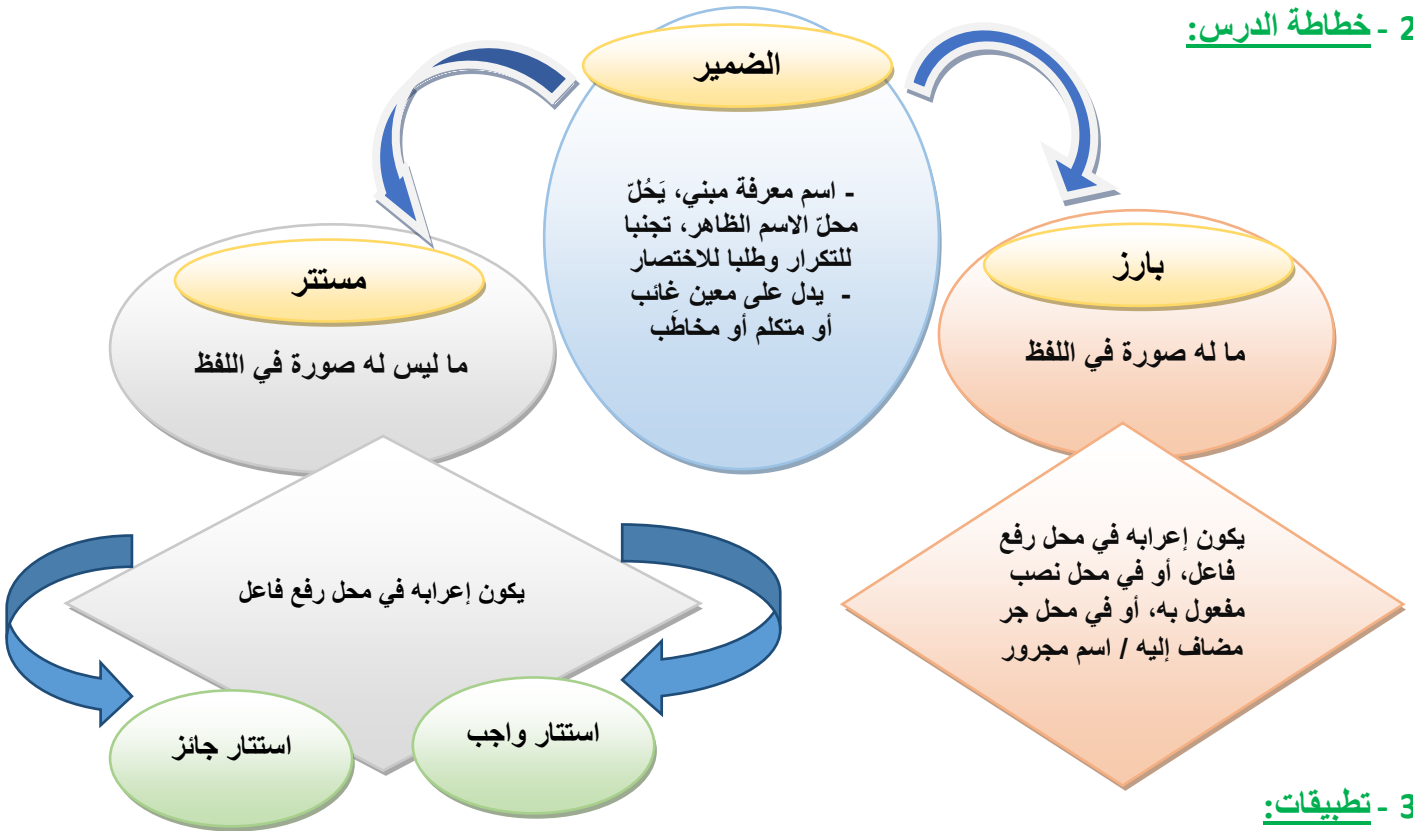 2 - خطاطة الدرس:
الضمير
- اسم معرفة مبني، يَحُلّ
محلّ الاسم الظاهر، تجنبا
للتكرار وطلبا للاختصار
- يدل على معين غائب
أو متكلم أو مخاطَب
بارز
ما له صورة في اللفظ
يكون إعرابه في محل رفع
فاعل، أو في محل نصب
مفعول به، أو في محل جر
مضاف إليه / اسم مجرور
مستتر
ما ليس له صورة في اللفظ
يكون إعرابه في محل رفع فاعل
استتار واجب
استتار جائز
3 - تطبيقات: